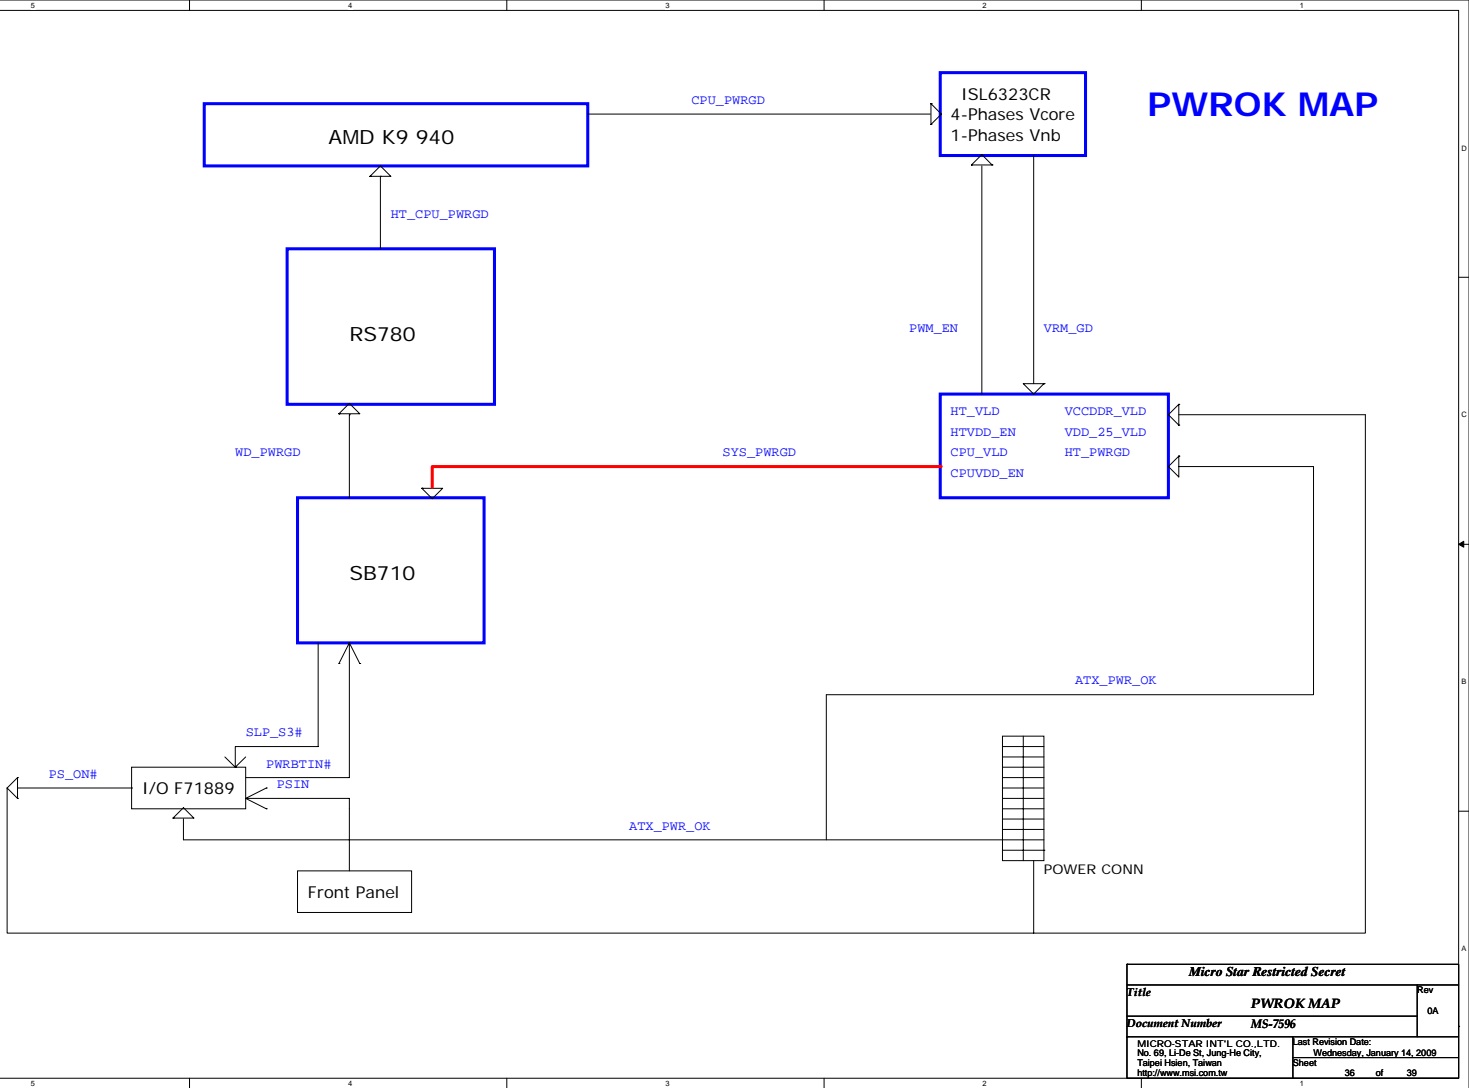 5 4 3 2 1
PWROK MAP
ISL6323CR
4-Phases Vcore
1-Phases Vnb
CPU_PWRGD
AMD K9 940
D
HT_CPU_PWRGD
RS780
PWM_EN
VRM_GD
HT_VLD VCCDDR_VLD
HTVDD_EN VDD_25_VLD
CPU_VLD HT_PWRGD
CPUVDD_EN
C
WD_PWRGD
SYS_PWRGD
SB710
ATX_PWR_OK
B
SLP_S3#
PWRBTIN#
PS_ON#
I/O F71889
PSIN
ATX_PWR_OK
POWER CONN
Front Panel
A
Micro Star Restricted Secret
Title
PWROK MAP
Rev
0A
Document Number MS-7596
MICRO-STAR INT'L CO.,LTD.
No. 69, Li-De St, Jung-He City,
Taipei Hsien, Taiwan
http://www.msi.com.tw
Last Revision Date:
Wednesday, January 14, 2009
Sheet
36 of 39
5 4 3 2 1